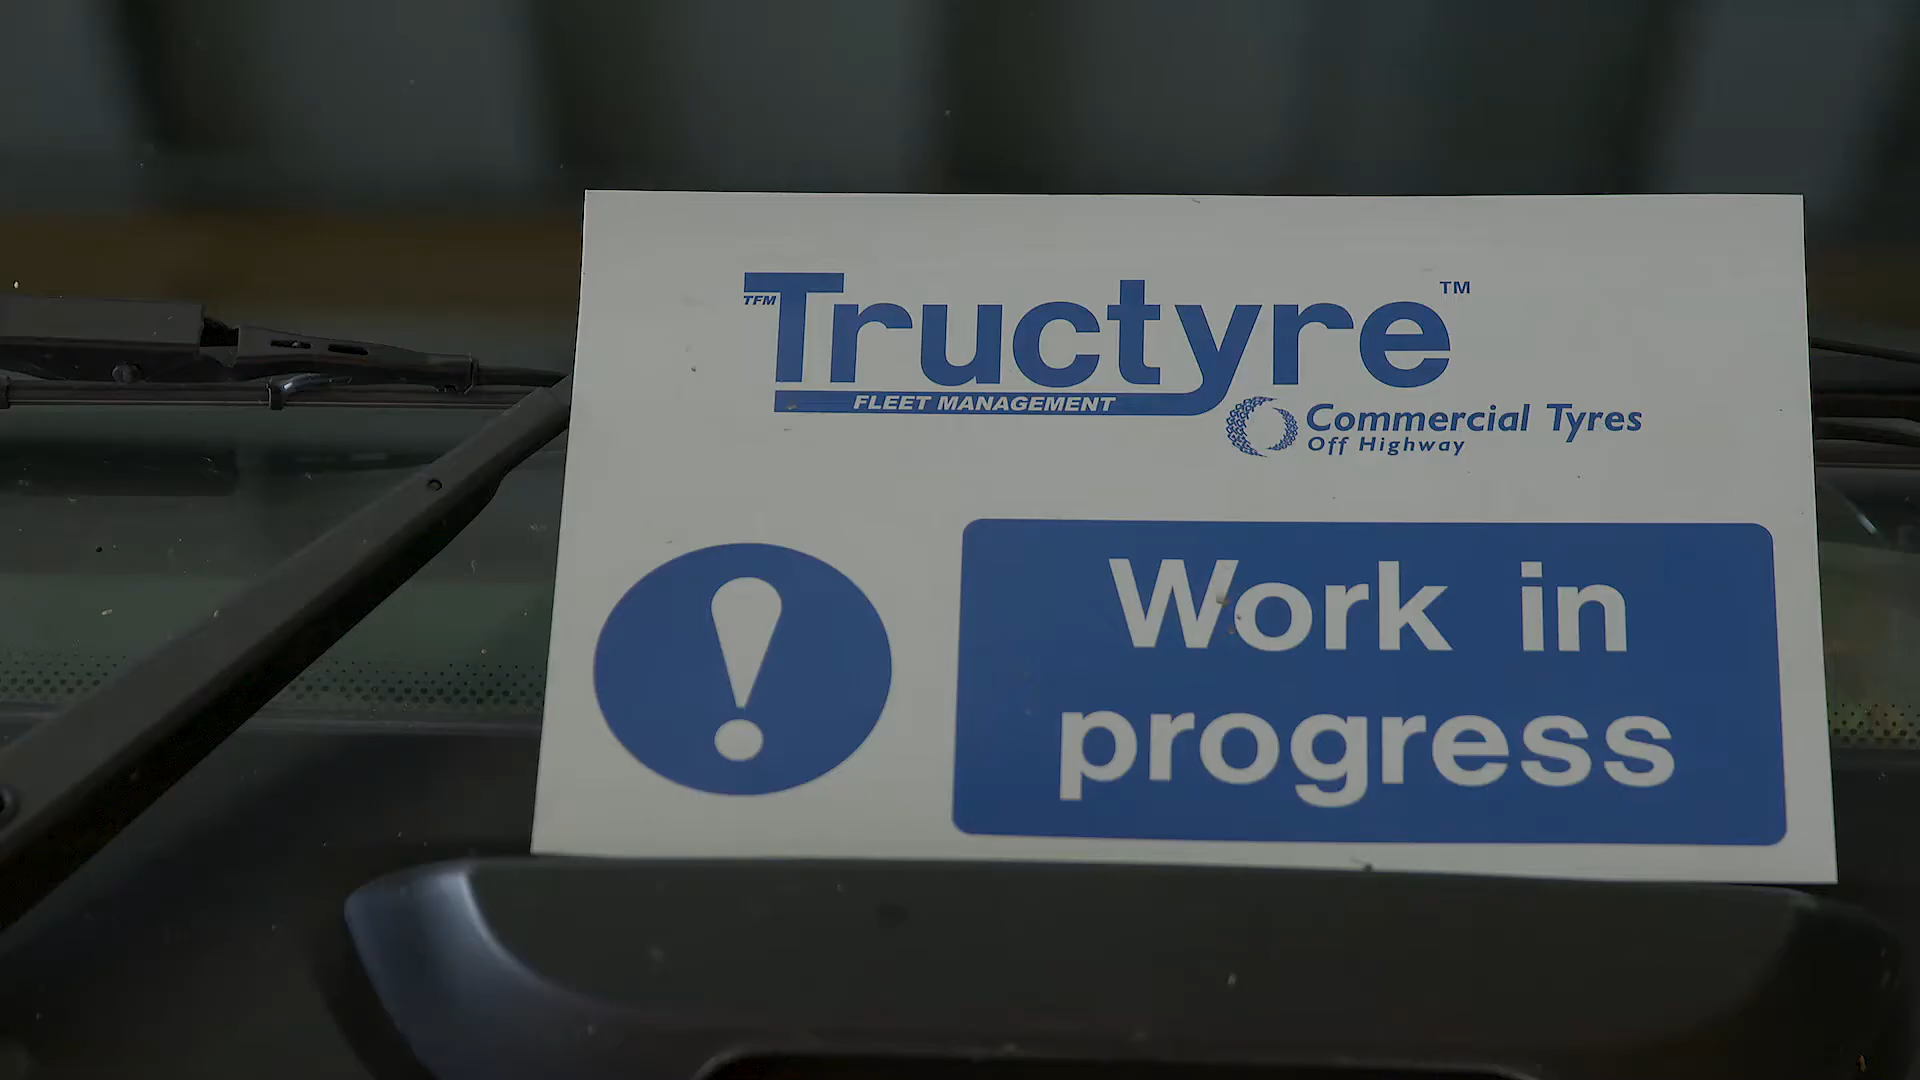 TFM Tructyre ™
FLEET MANAGEMENT
Commercial Tyres
Off Highway
!
Work in
progress